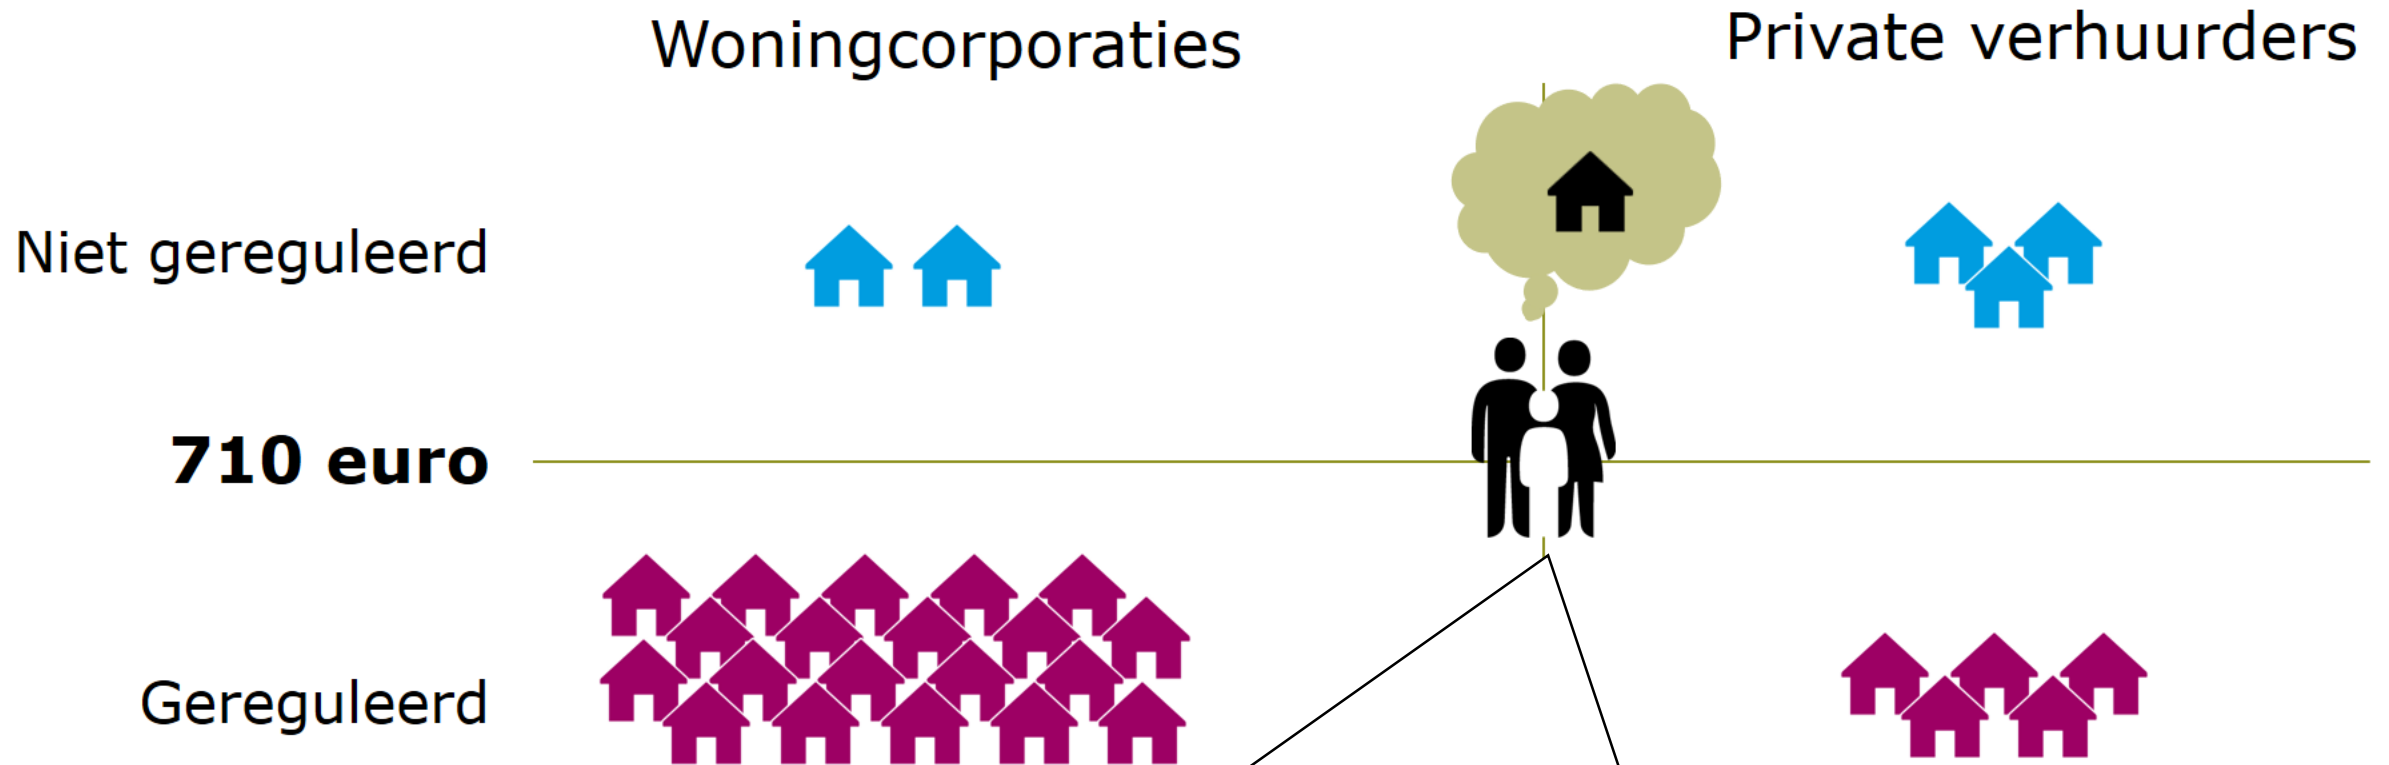 Woningcorporaties
Private verhuurders
Niet gereguleerd
710 euro
Gereguleerd